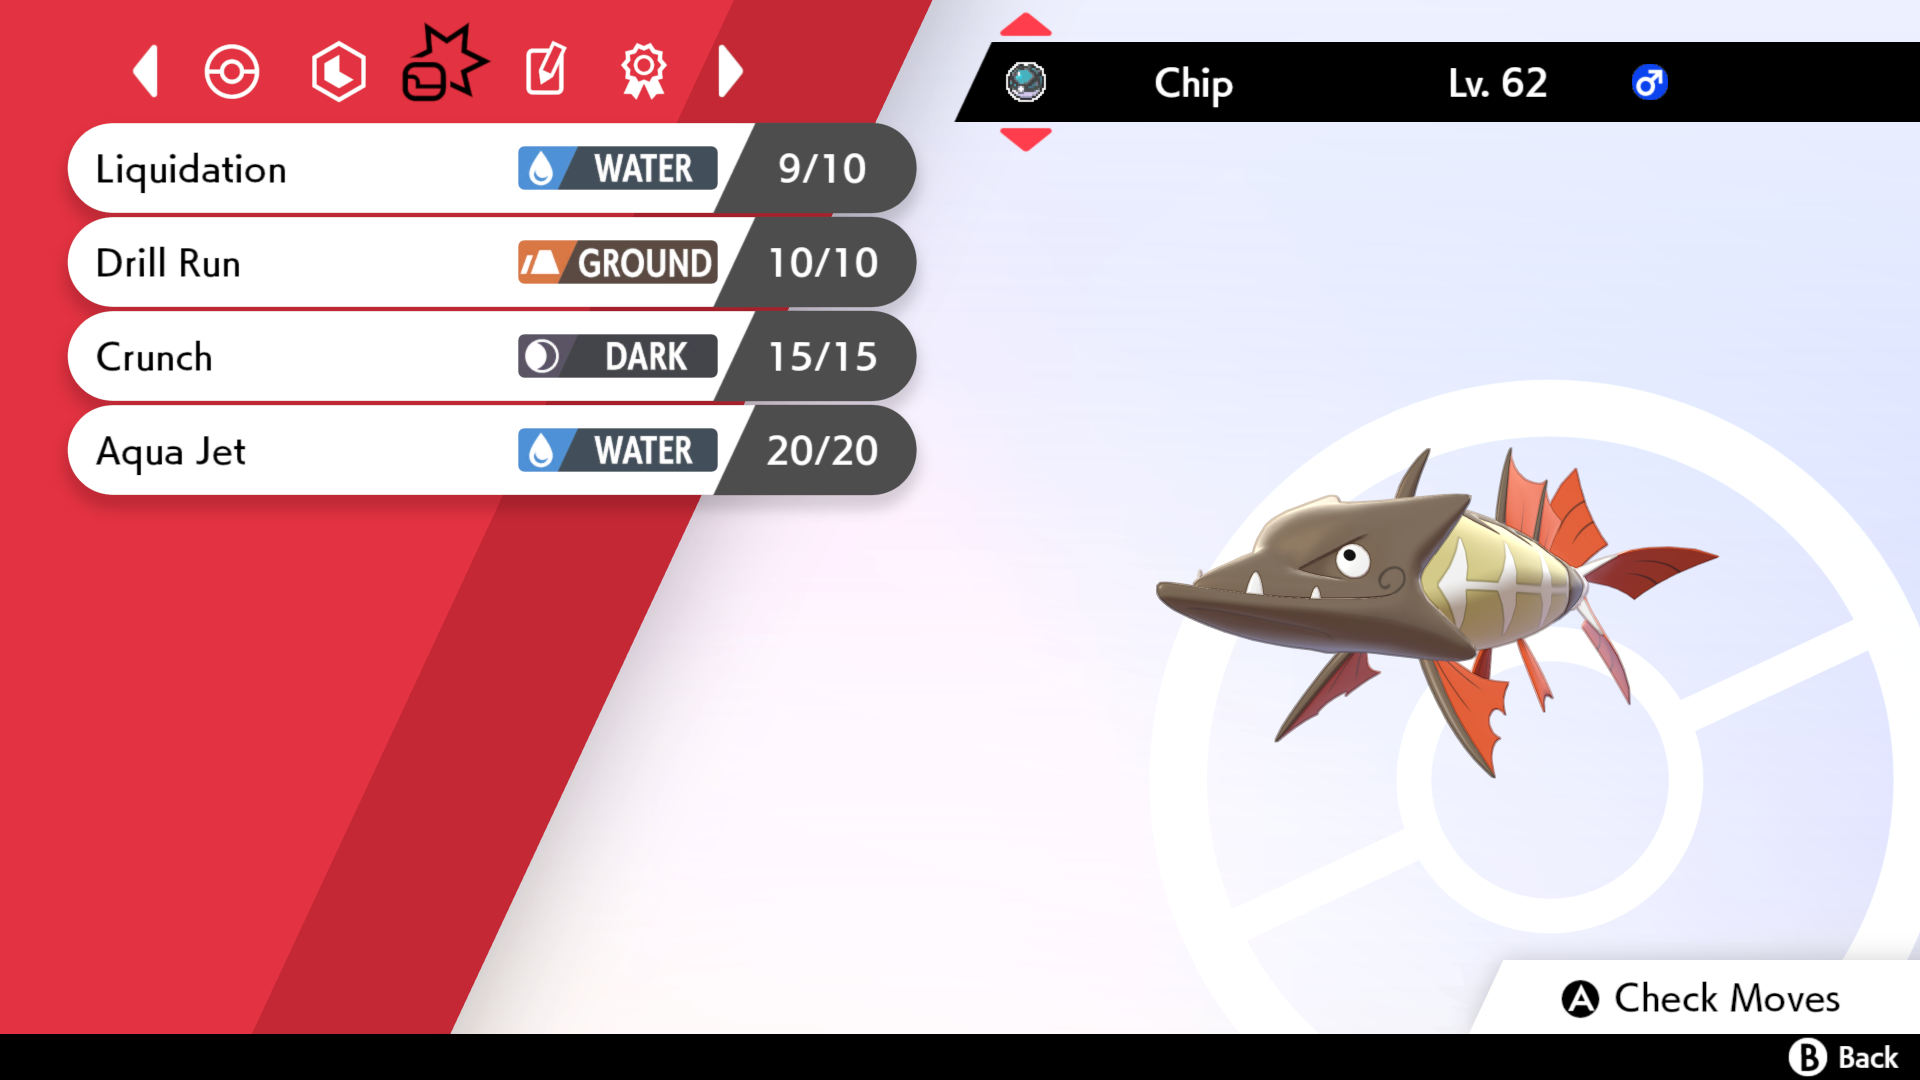 Chip Lv. 62
Liquidation WATER 9/10
Drill Run GROUND 10/10
Crunch DARK 15/15
Aqua Jet WATER 20/20
A Check Moves
B Back